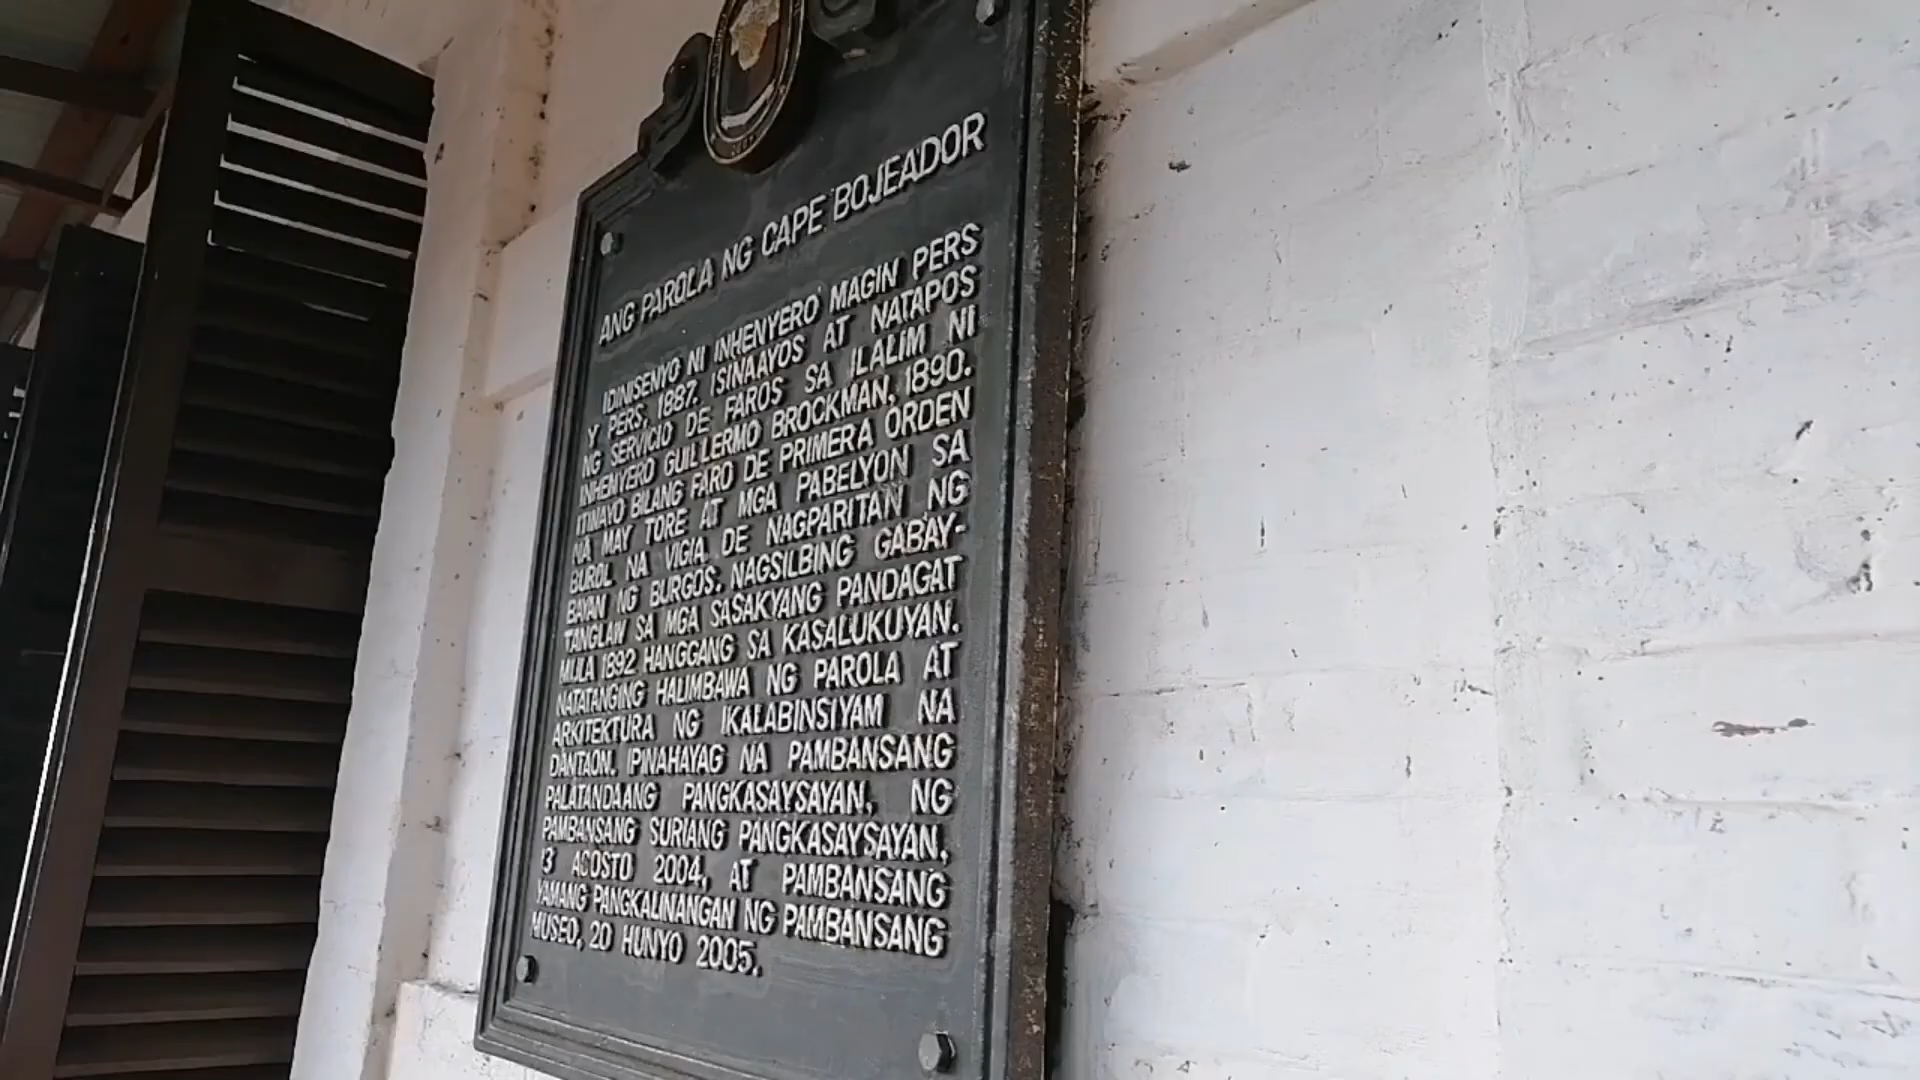 ANG PAROLA NG CAPE BOJEADOR
IDINISENYO NI INHENYERO MAGIN PERS
Y PERS, 1887. ISINAAYOS AT NATAPOS
NG SERVICIO DE FAROS SA ILALIM NI
INHENYERO GUILLERMO BROCKMAN, 1890.
ITINAYO BILANG FARO DE PRIMERA ORDEN
NA MAY TORE AT MGA PABELYON SA
BUROL NA VIGIA DE NAGPARITAN NG
BAYAN NG BURGOS. NAGSILBING GABAY-
TANGLAW SA MGA SASAKYANG PANDAGAT
MULA 1892 HANGGANG SA KASALUKUYAN.
NATATANGING HALIMBAWA NG PAROLA AT
ARKITEKTURA NG IKALABINSIYAM NA
DANTAON. IPINAHAYAG NA PAMBANSANG
PALATANDAANG PANGKASAYSAYAN, NG
PAMBANSANG SURIANG PANGKASAYSAYAN,
13 AGOSTO 2004, AT PAMBANSANG
YAMANG PANGKALINANGAN NG PAMBANSANG
MUSEO, 20 HUNYO 2005.